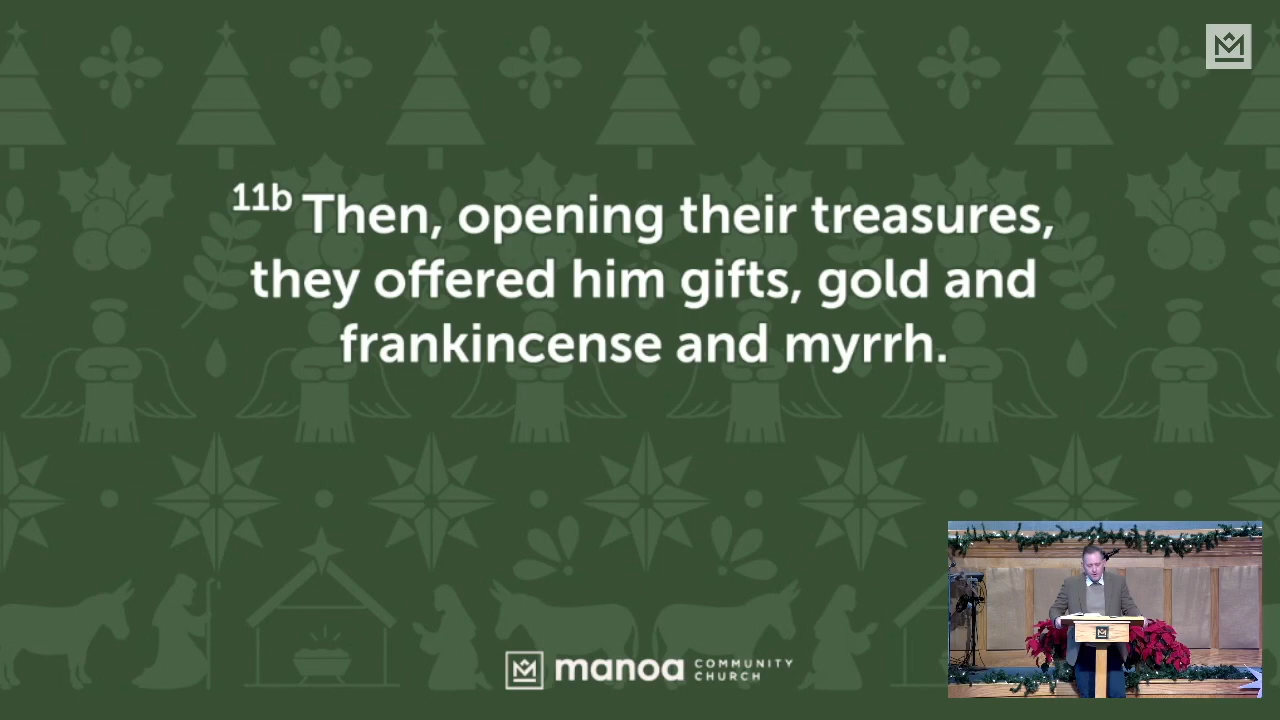 11b Then, opening their treasures,
they offered him gifts, gold and
frankincense and myrrh.
manoa COMMUNITY
CHURCH